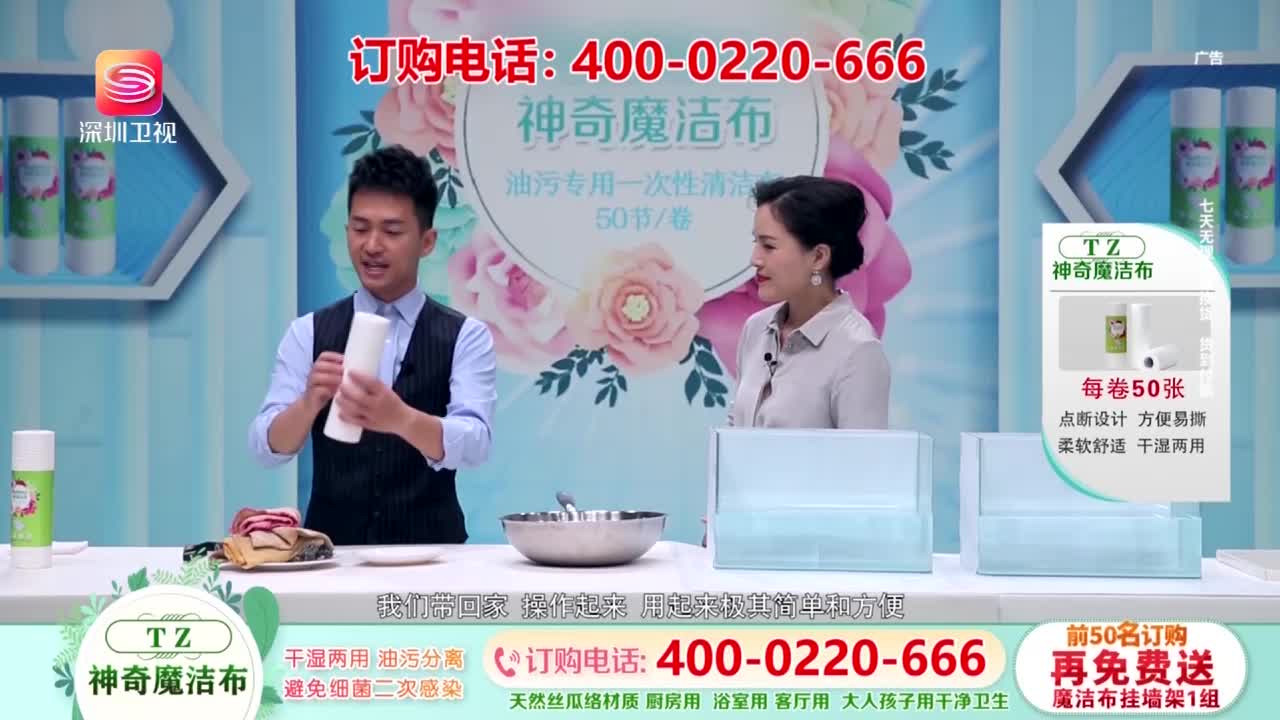 订购电话：400-0220-666
广告
深圳卫视
神奇魔洁布
油污专用一次性清洁布
50节/卷
七天无理
TZ
神奇魔洁布
每卷50张
点断设计 方便易撕
柔软舒适 干湿两用
我们带回家 操作起来 用起来极其简单和方便
TZ
神奇魔洁布
干湿两用 油污分离
避免细菌二次感染
订购电话: 400-0220-666
天然丝瓜络材质 厨房用 浴室用 客厅用 大人孩子用干净卫生
前50名订购
再免费送
魔洁布挂墙架1组